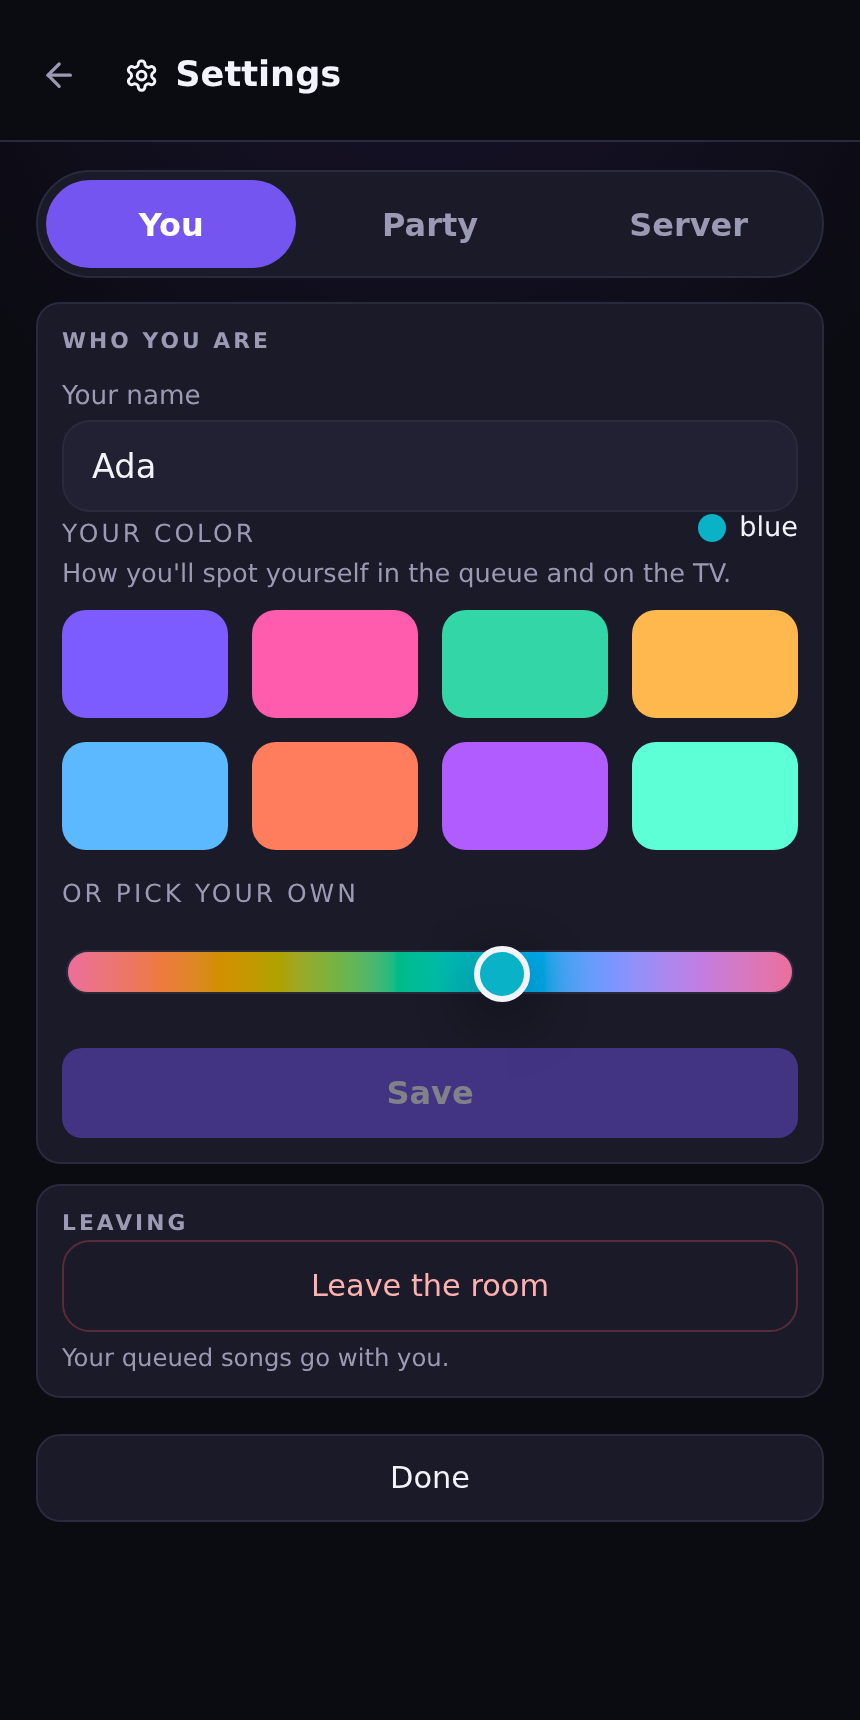 Settings
You
Party
Server
WHO YOU ARE
Your name
Ada
YOUR COLOR
blue
How you'll spot yourself in the queue and on the TV.
OR PICK YOUR OWN
Save
LEAVING
Leave the room
Your queued songs go with you.
Done